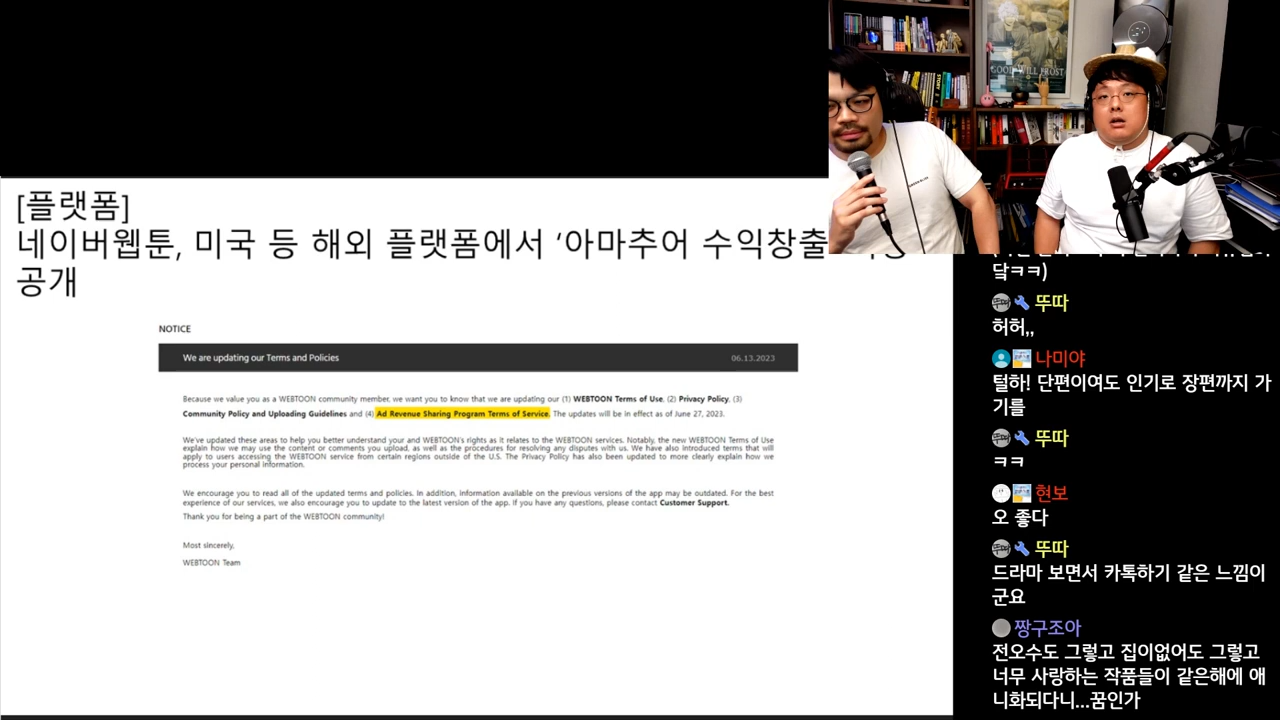 [플랫폼]
네이버웹툰, 미국 등 해외 플랫폼에서 ‘아마추어 수익창출
공개
NOTICE
We are updating our Terms and Policies 06.13.2023
Because we value you as a WEBTOON community member, we want you to know that we are updating our (1) WEBTOON Terms of Use, (2) Privacy Policy, (3)
Community Policy and Uploading Guidelines and (4) Ad Revenue Sharing Program Terms of Service. The updates will be in effect as of June 27, 2023.
We've updated these areas to help you better understand your and WEBTOON's rights as it relates to the WEBTOON services. Notably, the new WEBTOON Terms of Use
explain how we may use the content or comments you upload, as well as the procedures for resolving any disputes with us. We have also introduced terms that will
apply to users accessing the WEBTOON service from certain regions outside of the U.S. The Privacy Policy has also been updated to more clearly explain how we
process your personal information.
We encourage you to read all of the updated terms and policies. In addition, information available on the previous versions of the app may be outdated. For the best
experience of our services, we also encourage you to update to the latest version of the app. If you have any questions, please contact Customer Support.
Thank you for being a part of the WEBTOON community!
Most sincerely,
WEBTOON Team
GOOD WILL
닼ㅋㅋ)
뚜따
허허,,
나미야
털하! 단편이여도 인기로 장편까지 가
기를
뚜따
ㅋㅋ
현보
오 좋다
뚜따
드라마 보면서 카톡하기 같은 느낌이
군요
짱구조아
전오수도 그렇고 집이없어도 그렇고
너무 사랑하는 작품들이 같은해에 애
니화되다니...꿈인가